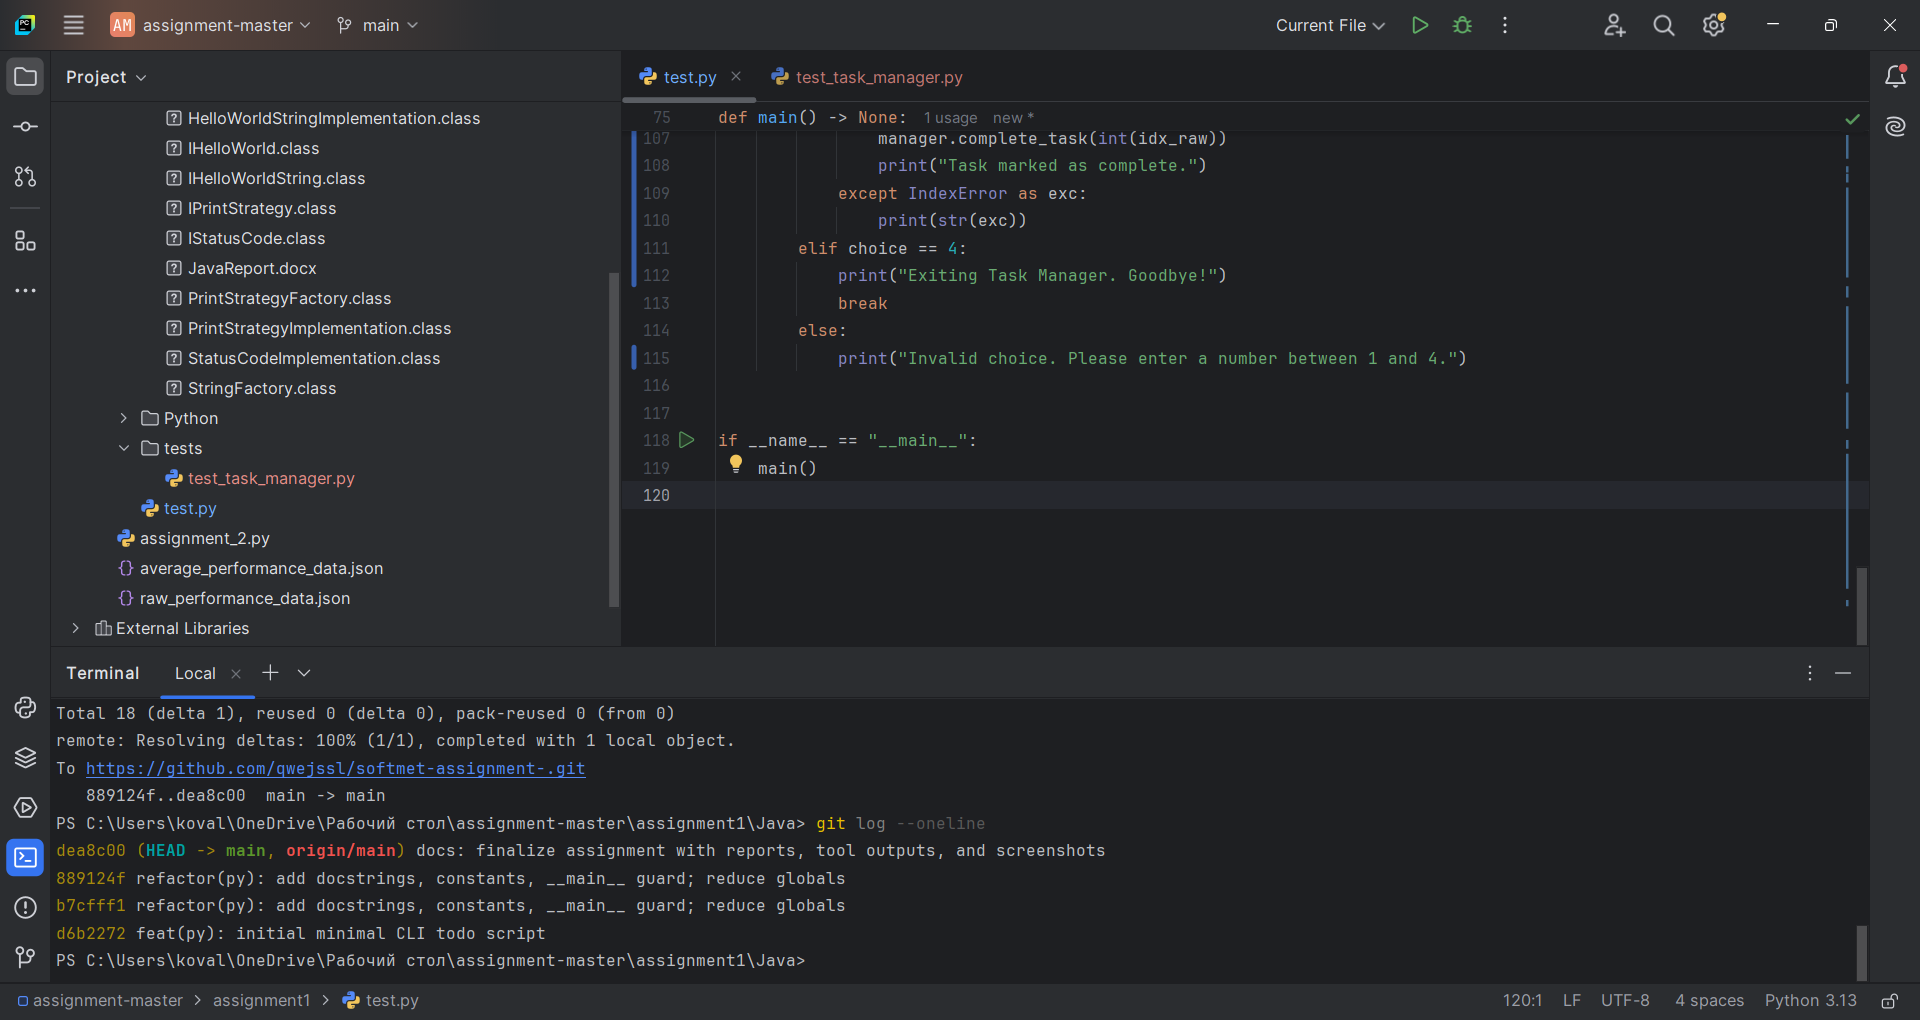 AM assignment-master main Current File
Project
HelloWorldStringImplementation.class
IHelloWorld.class
IHelloWorldString.class
IPrintStrategy.class
IStatusCode.class
JavaReport.docx
PrintStrategyFactory.class
PrintStrategyImplementation.class
StatusCodeImplementation.class
StringFactory.class
Python
tests
test_task_manager.py
test.py
assignment_2.py
average_performance_data.json
raw_performance_data.json
External Libraries
test.py test_task_manager.py
75 def main() -> None: 1 usage new *
107 manager.complete_task(int(idx_raw))
108 print("Task marked as complete.")
109 except IndexError as exc:
110 print(str(exc))
111 elif choice == 4:
112 print("Exiting Task Manager. Goodbye!")
113 break
114 else:
115 print("Invalid choice. Please enter a number between 1 and 4.")
116
117
118 if __name__ == "__main__":
119 main()
120
Terminal Local
Total 18 (delta 1), reused 0 (delta 0), pack-reused 0 (from 0)
remote: Resolving deltas: 100% (1/1), completed with 1 local object.
To https://github.com/qwejssl/softmet-assignment-.git
889124f..dea8c00 main -> main
PS C:\Users\koval\OneDrive\Рабочий стол\assignment-master\assignment1\Java> git log --oneline
dea8c00 (HEAD -> main, origin/main) docs: finalize assignment with reports, tool outputs, and screenshots
889124f refactor(py): add docstrings, constants, __main__ guard; reduce globals
b7cfff1 refactor(py): add docstrings, constants, __main__ guard; reduce globals
d6b2272 feat(py): initial minimal CLI todo script
PS C:\Users\koval\OneDrive\Рабочий стол\assignment-master\assignment1\Java>
assignment-master > assignment1 > test.py 120:1 LF UTF-8 4 spaces Python 3.13